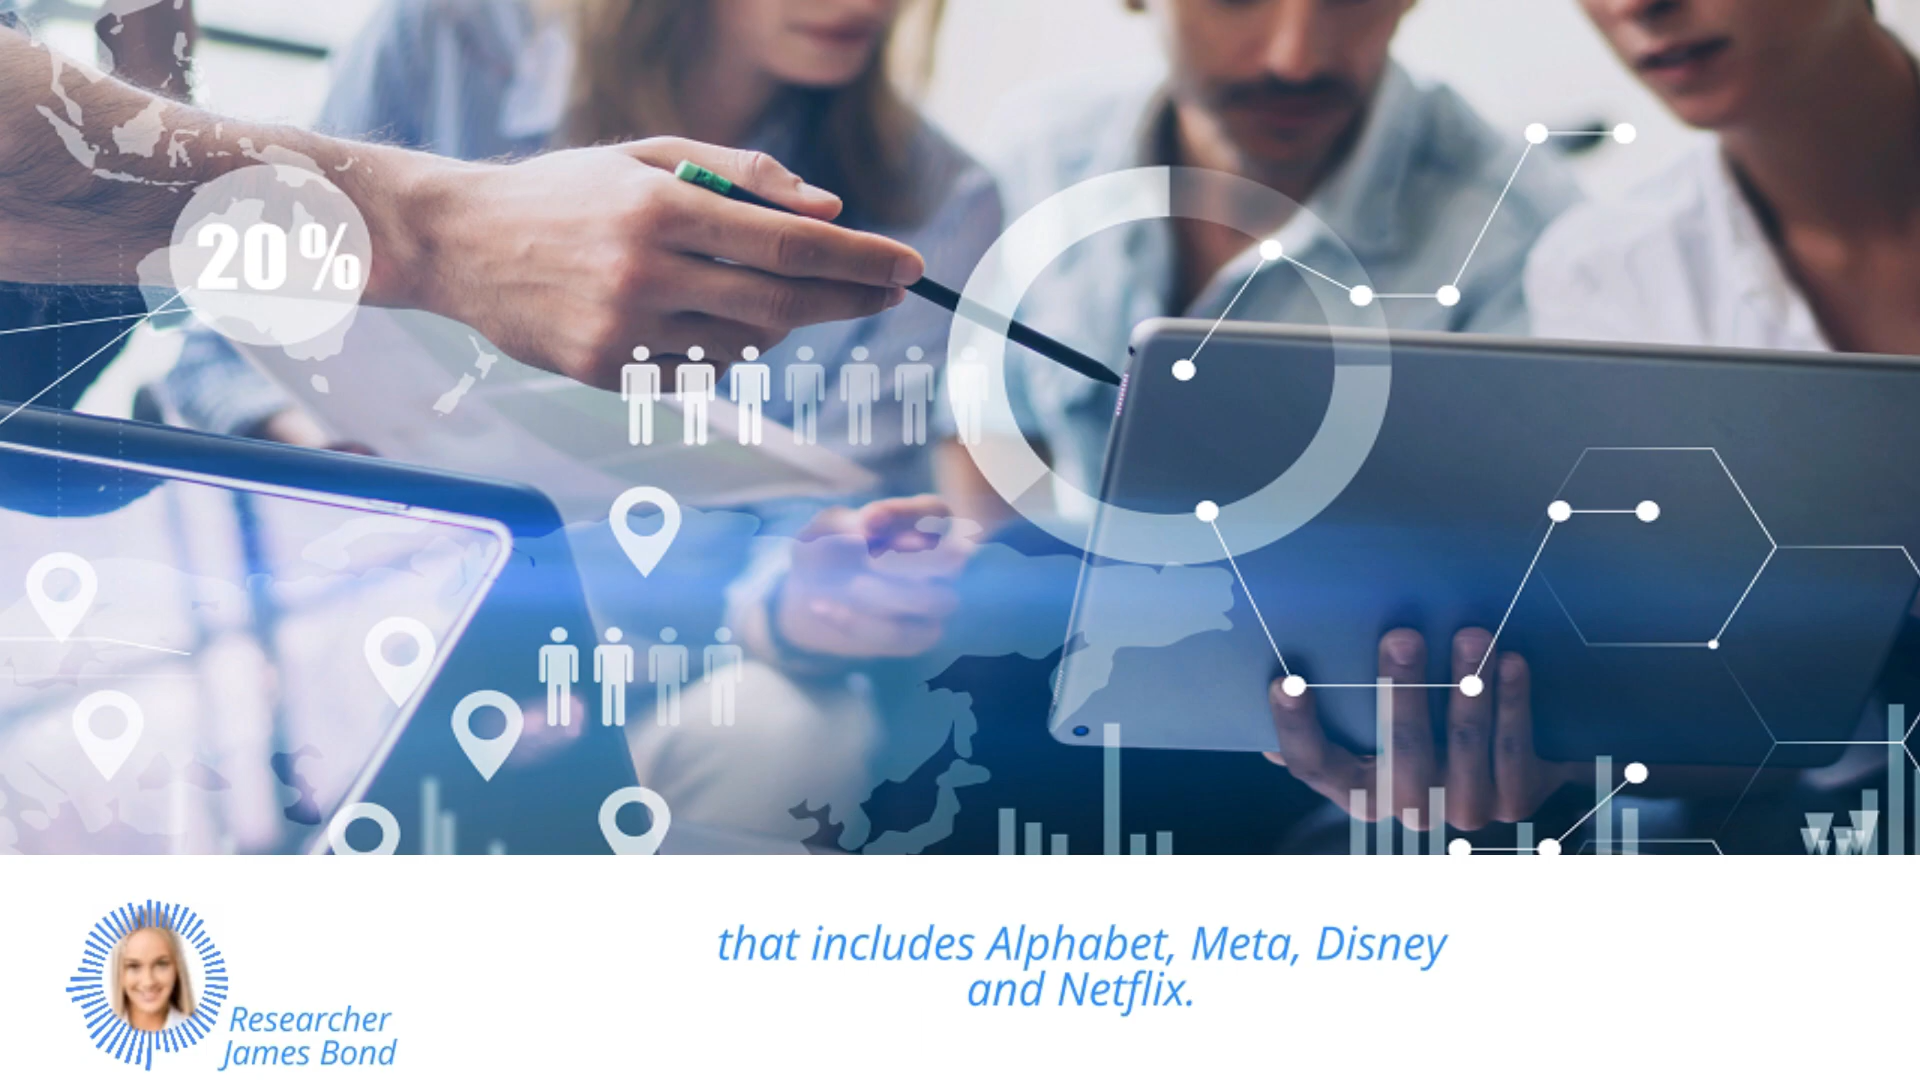 20%
that includes Alphabet, Meta, Disney
and Netflix.
Researcher
James Bond